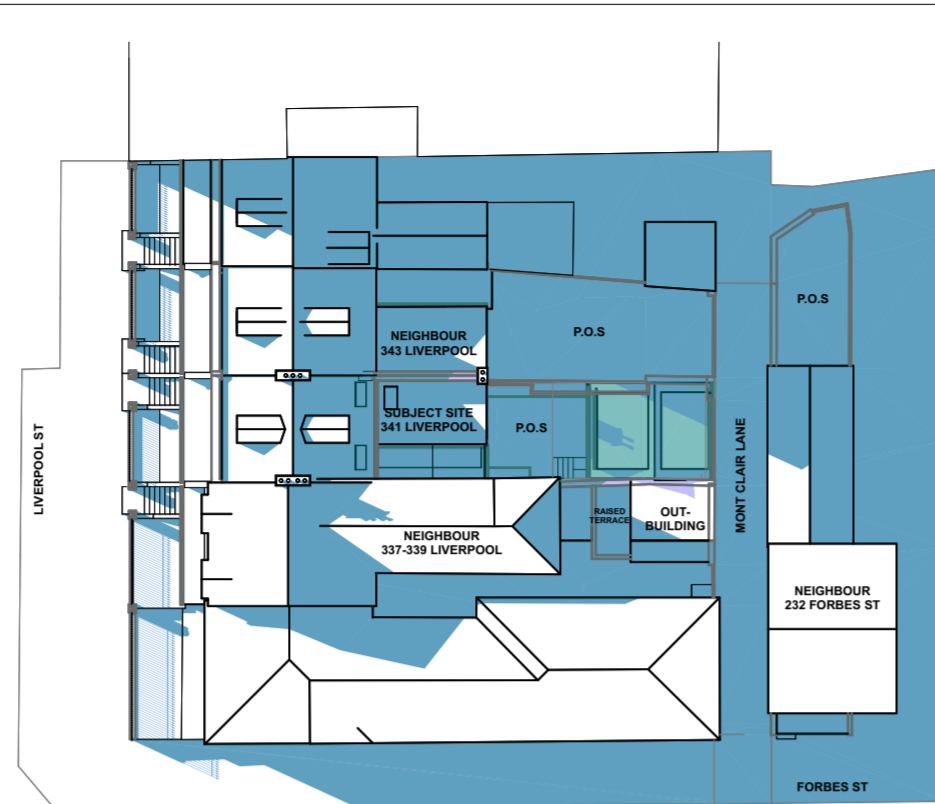 P.O.S
P.O.S
NEIGHBOUR
343 LIVERPOOL
SUBJECT SITE
341 LIVERPOOL
P.O.S
LIVERPOOL ST
MONT CLAIR LANE
RAISED
TERRACE
OUT-
BUILDING
NEIGHBOUR
337-339 LIVERPOOL
NEIGHBOUR
232 FORBES ST
FORBES ST